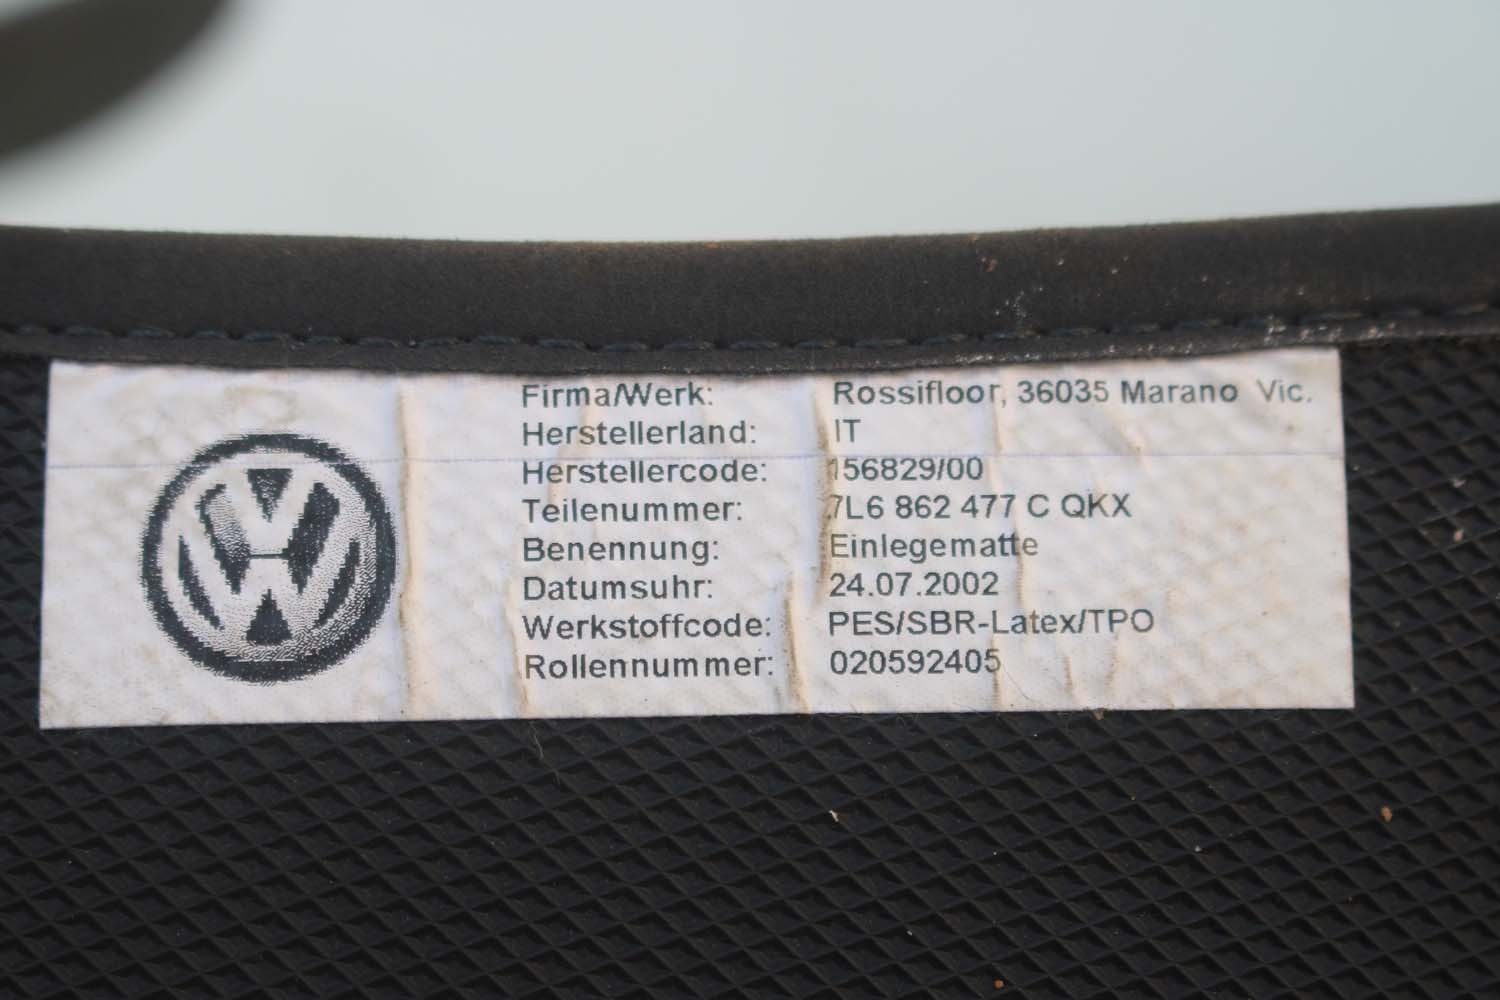 Firma/Werk: Rossifloor, 36035 Marano Vic.
Herstellerland: IT
Herstellercode: 156829/00
Teilenummer: 7L6 862 477 C QKX
Benennung: Einlegematte
Datumsuhr: 24.07.2002
Werkstoffcode: PES/SBR-Latex/TPO
Rollennummer: 020592405